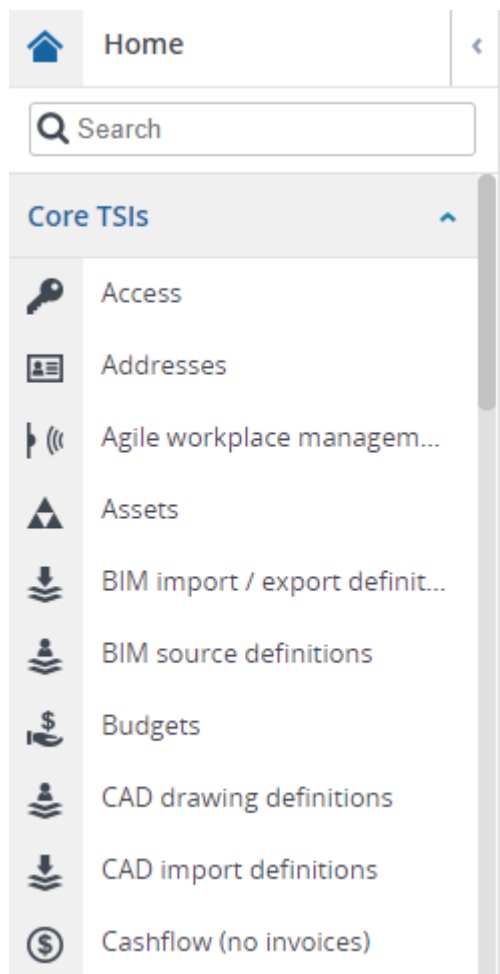 Home
Search
Core TSIs
Access
Addresses
Agile workplace managem...
Assets
BIM import / export definit...
BIM source definitions
Budgets
CAD drawing definitions
CAD import definitions
Cashflow (no invoices)